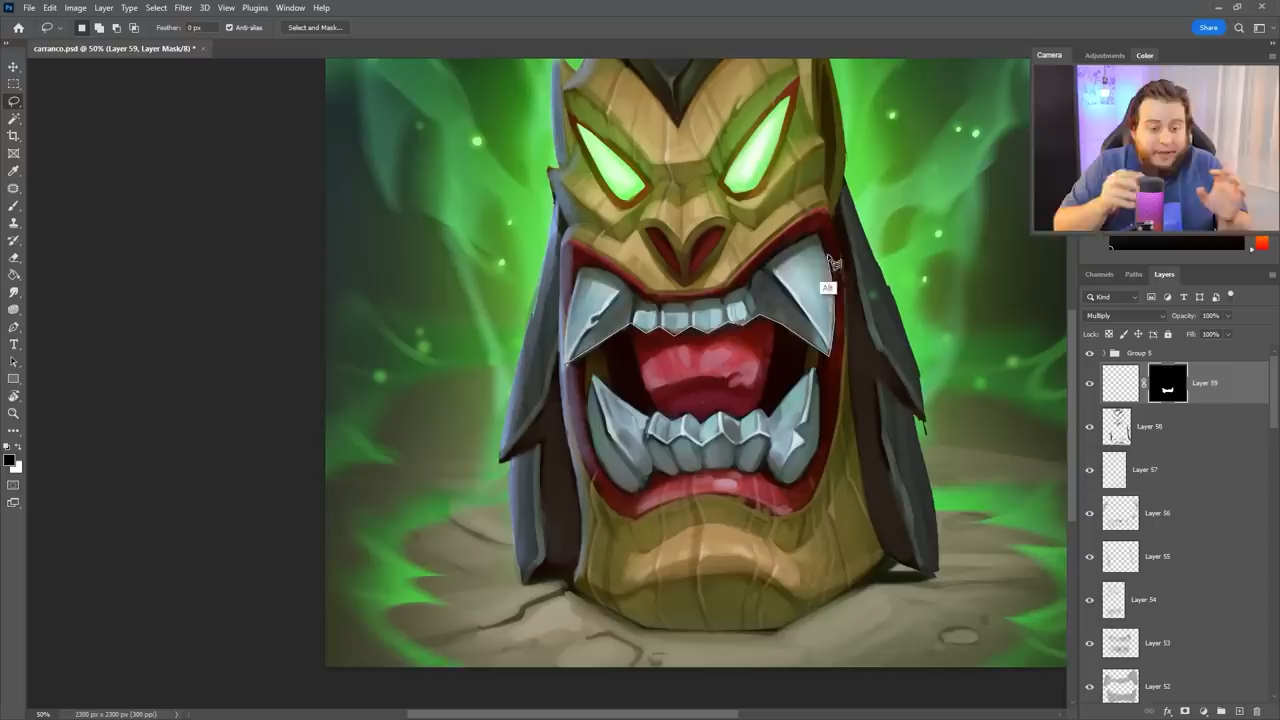 Ps File Edit Image Layer Type Select Filter 3D View Plugins Window Help
Feather: 0 px Anti-alias Select and Mask... Share
carranco.psd @ 50% (Layer 59, Layer Mask/8) * ×
Camera Adjustments Color
Alt
Channels Paths Layers
Kind
Multiply Opacity: 100%
Lock: Fill: 100%
Group 5
Layer 59
Layer 58
Layer 57
Layer 56
Layer 55
Layer 54
Layer 53
Layer 52
50% 2300 px x 2300 px (300 ppi)